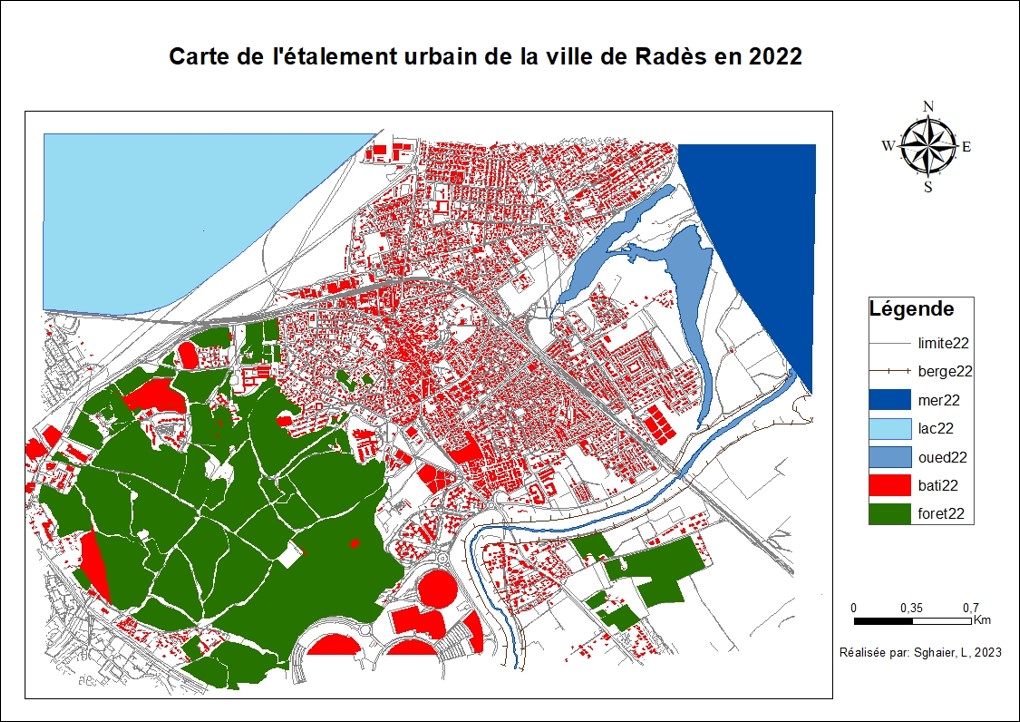 Carte de l'étalement urbain de la ville de Radès en 2022
N
W
E
S
Légende
limite22
berge22
mer22
lac22
oued22
bati22
foret22
0 0,35 0,7
Km
Réalisée par: Sghaier, L, 2023